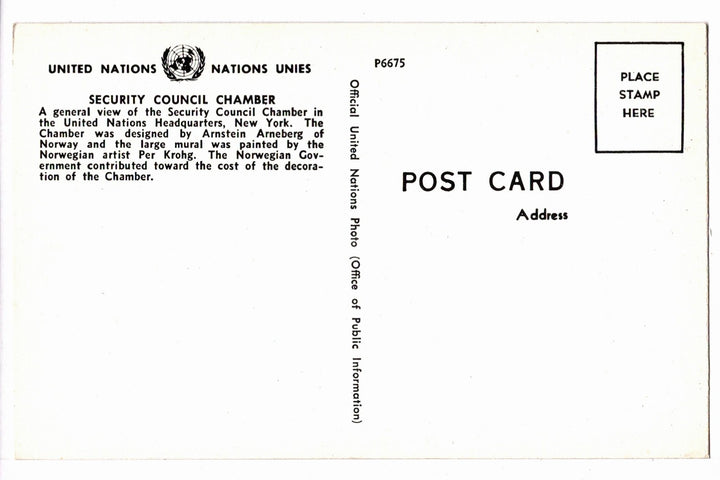 UNITED NATIONS NATIONS UNIES
SECURITY COUNCIL CHAMBER
A general view of the Security Council Chamber in
the United Nations Headquarters, New York. The
Chamber was designed by Arnstein Arneberg of
Norway and the large mural was painted by the
Norwegian artist Per Krohg. The Norwegian Gov-
ernment contributed toward the cost of the decora-
tion of the Chamber.
Official United Nations Photo (Office of Public Information)
P6675
PLACE
STAMP
HERE
POST CARD
Address